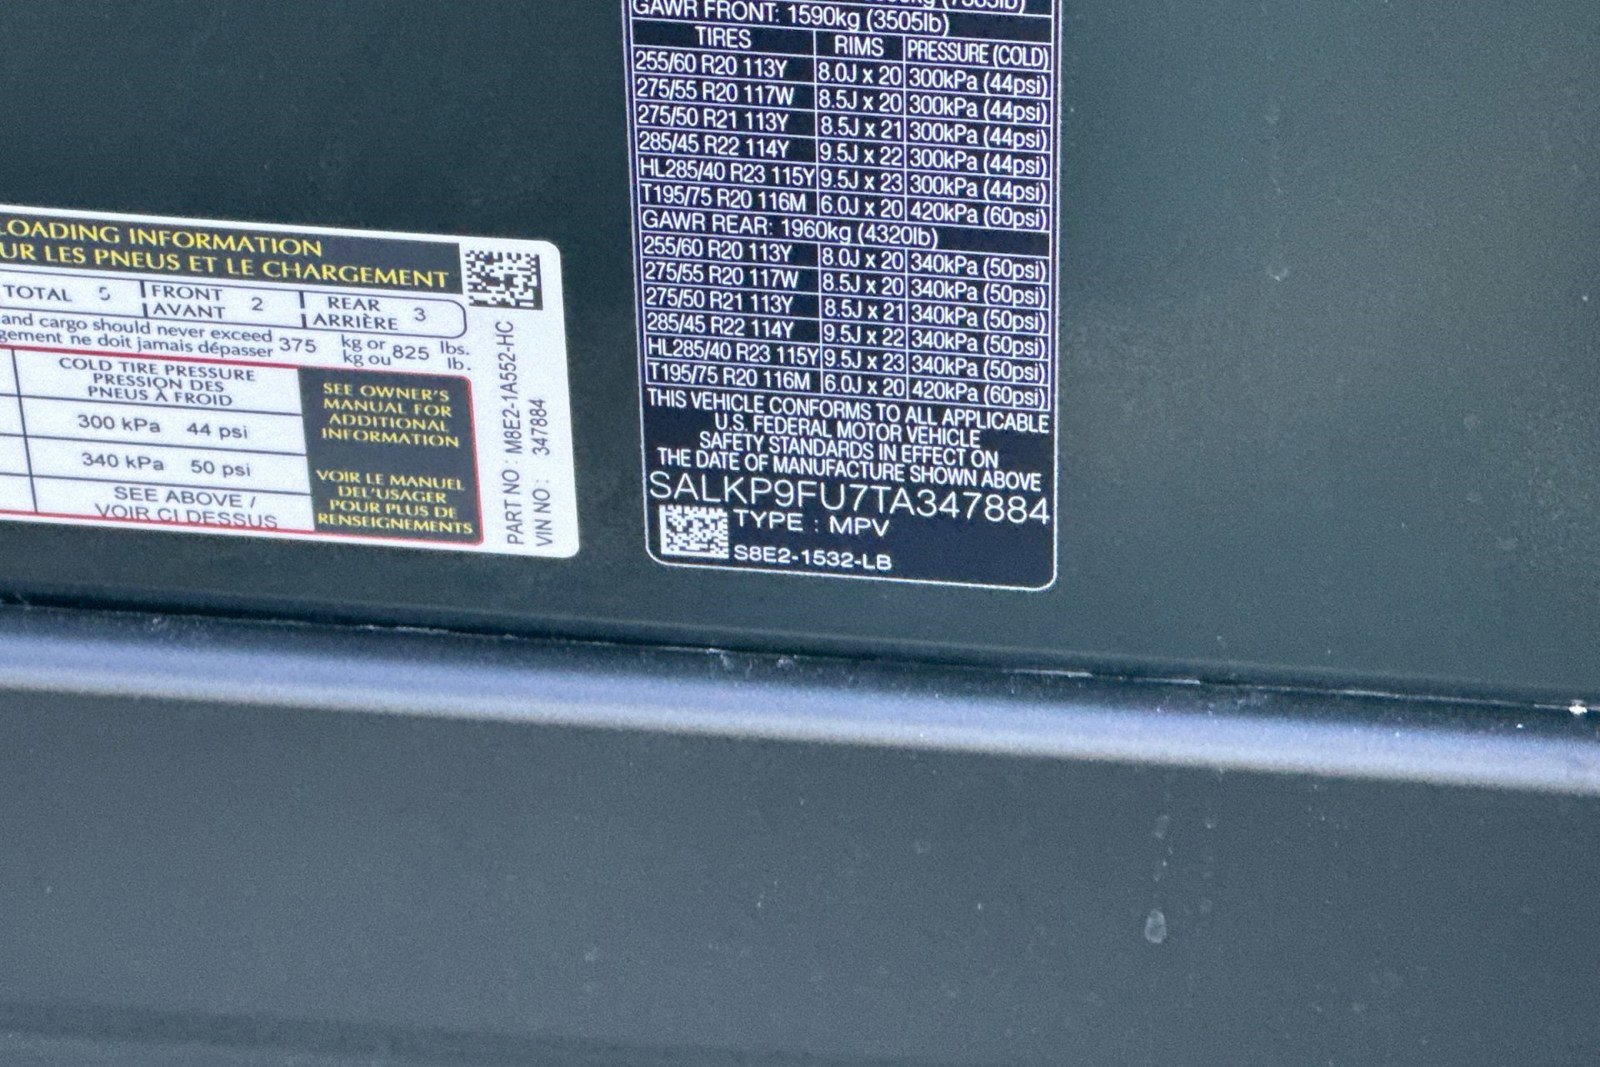 LOADING INFORMATION
UR LES PNEUS ET LE CHARGEMENT
TOTAL 5 FRONT AVANT 2 REAR ARRIÈRE 3
and cargo should never exceed 375 kg or 825 lbs.
gement ne doit jamais dépasser kg ou lb.
COLD TIRE PRESSURE
PRESSION DES
PNEUS À FROID
300 kPa 44 psi
340 kPa 50 psi
SEE ABOVE /
VOIR CI DESSUS
SEE OWNER'S
MANUAL FOR
ADDITIONAL
INFORMATION
VOIR LE MANUEL
DEL'USAGER
POUR PLUS DE
RENSEIGNEMENTS
PART NO : M8E2-1A552-HC
VIN NO : 347884
GAWR FRONT: 1590kg (3505lb)
TIRES RIMS PRESSURE (COLD)
255/60 R20 113Y 8.0J x 20 300kPa (44psi)
275/55 R20 117W 8.5J x 20 300kPa (44psi)
275/50 R21 113Y 8.5J x 21 300kPa (44psi)
285/45 R22 114Y 9.5J x 22 300kPa (44psi)
HL285/40 R23 115Y 9.5J x 23 300kPa (44psi)
T195/75 R20 116M 6.0J x 20 420kPa (60psi)
GAWR REAR: 1960kg (4320lb)
255/60 R20 113Y 8.0J x 20 340kPa (50psi)
275/55 R20 117W 8.5J x 20 340kPa (50psi)
275/50 R21 113Y 8.5J x 21 340kPa (50psi)
285/45 R22 114Y 9.5J x 22 340kPa (50psi)
HL285/40 R23 115Y 9.5J x 23 340kPa (50psi)
T195/75 R20 116M 6.0J x 20 420kPa (60psi)
THIS VEHICLE CONFORMS TO ALL APPLICABLE
U.S. FEDERAL MOTOR VEHICLE
SAFETY STANDARDS IN EFFECT ON
THE DATE OF MANUFACTURE SHOWN ABOVE
SALKP9FU7TA347884
TYPE : MPV
S8E2-1532-LB